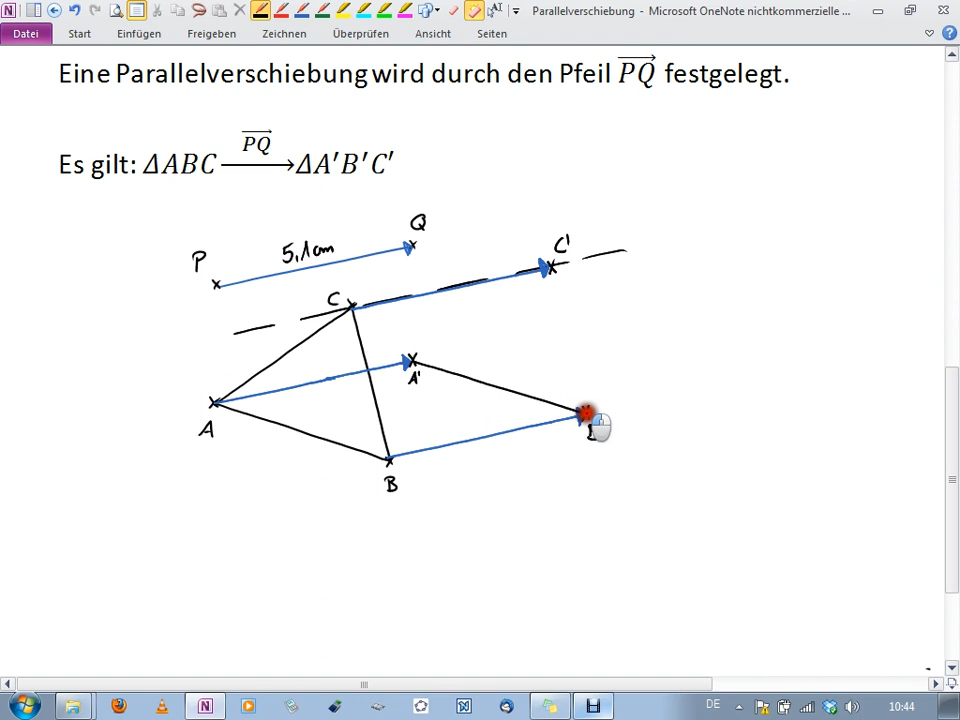 Parallelverschiebung - Microsoft OneNote nichtkommerzielle ...
Datei Start Einfügen Freigeben Zeichnen Überprüfen Ansicht Seiten
Eine Parallelverschiebung wird durch den Pfeil PQ festgelegt.
PQ
Es gilt: ΔABC → ΔA′B′C′
Q
5,1cm
C'
P
C
A'
A
B
DE
10:44